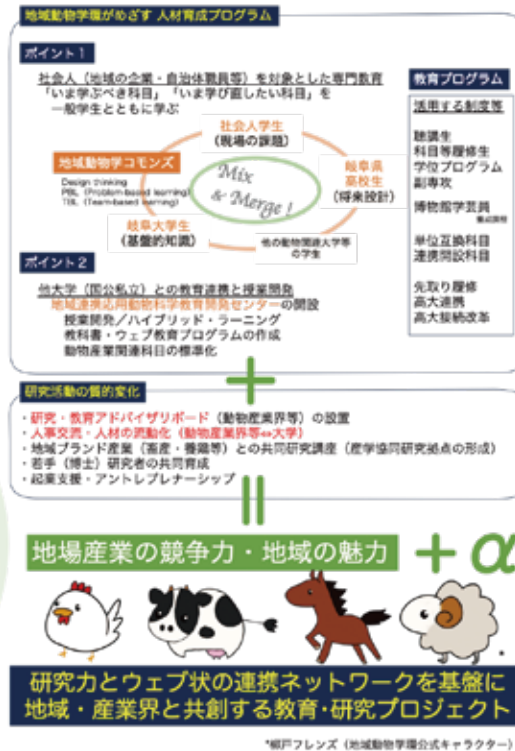 地域動物学環がめざす 人材育成プログラム
ポイント1
社会人（地域の企業・自治体職員等）を対象とした専門教育
「いま学ぶべき科目」「いま学び直したい科目」を
一般学生とともに学ぶ
社会人学生
（現場の課題）
地域動物学コモンズ
Design thinking
PBL (Problem-based learning)
TBL (Team-based learning)
Mix
& Merge !
岐阜県
高校生
（将来設計）
岐阜大学生
（基盤的知識）
他の動物関連大学等
の学生
教育プログラム
活用する制度等
聴講生
科目等履修生
学位プログラム
副専攻
博物館学芸員
養成課程
単位互換科目
連携開設科目
先取り履修
高大連携
高大接続改革
ポイント2
他大学（国公私立）との教育連携と授業開発
地域連携応用動物科学教育開発センターの開設
授業開発／ハイブリッド・ラーニング
教科書・ウェブ教育プログラムの作成
動物産業関連科目の標準化
+
研究活動の質的変化
・研究・教育アドバイザリボード（動物産業界等）の設置
・人事交流・人材の流動化（動物産業界等⇔大学）
・地域ブランド産業（畜産・養鶏等）との共同研究講座（産学協同研究拠点の形成）
・若手（博士）研究者の共同育成
・起業支援・アントレプレナーシップ
地場産業の競争力・地域の魅力 +α
*
研究力とウェブ状の連携ネットワークを基盤に
地域・産業界と共創する教育・研究プロジェクト
*柳戸フレンズ（地域動物学環公式キャラクター）